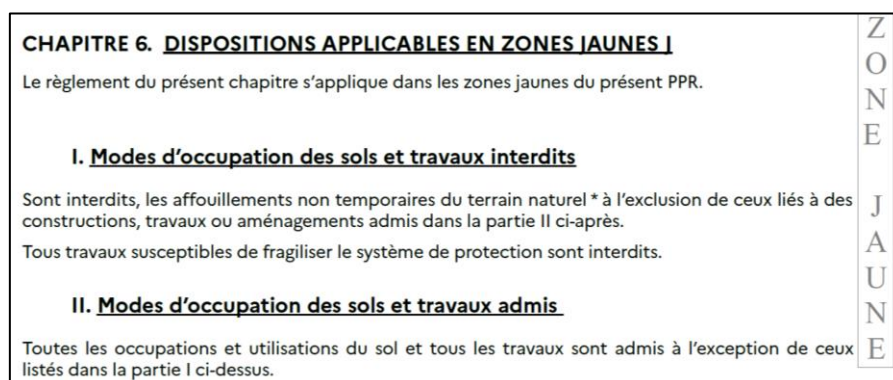 CHAPITRE 6. DISPOSITIONS APPLICABLES EN ZONES JAUNES J
Le règlement du présent chapitre s'applique dans les zones jaunes du présent PPR.
I. Modes d'occupation des sols et travaux interdits
Sont interdits, les affouillements non temporaires du terrain naturel * à l'exclusion de ceux liés à des
constructions, travaux ou aménagements admis dans la partie II ci-après.
Tous travaux susceptibles de fragiliser le système de protection sont interdits.
II. Modes d'occupation des sols et travaux admis
Toutes les occupations et utilisations du sol et tous les travaux sont admis à l'exception de ceux
listés dans la partie I ci-dessus.
ZONE JAUNE